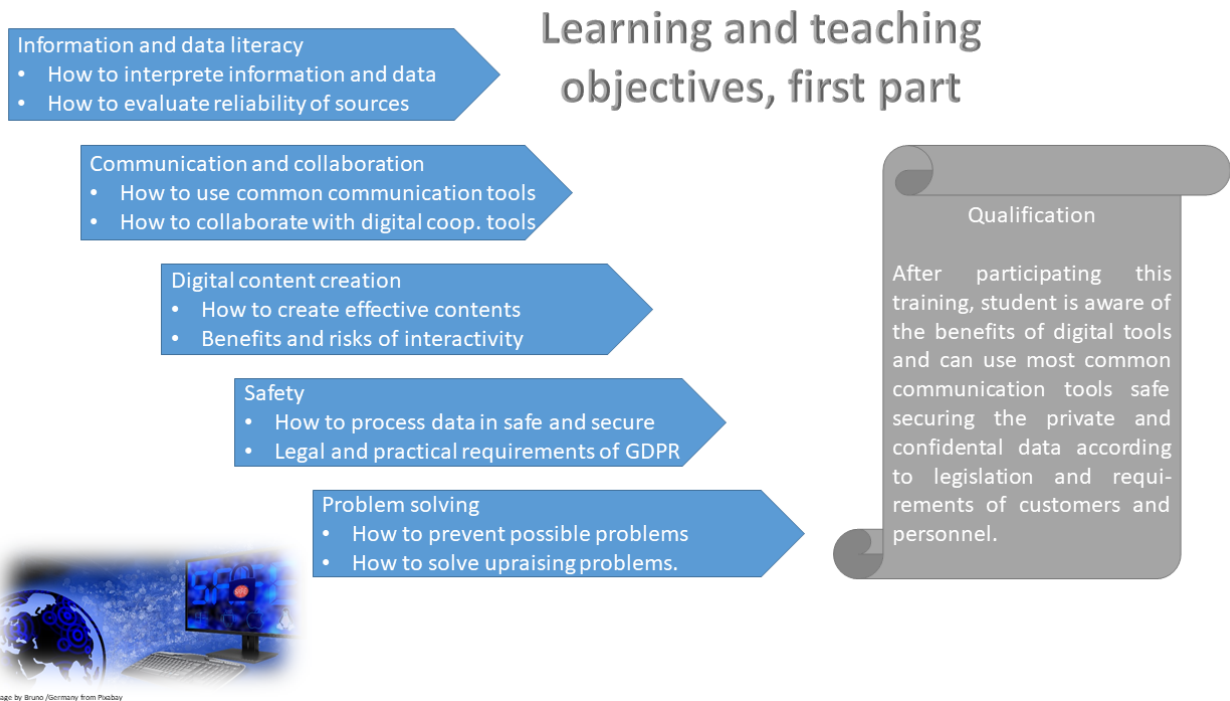 Learning and teaching
objectives, first part
Information and data literacy
• How to interprete information and data
• How to evaluate reliability of sources
Communication and collaboration
• How to use common communication tools
• How to collaborate with digital coop. tools
Digital content creation
• How to create effective contents
• Benefits and risks of interactivity
Safety
• How to process data in safe and secure
• Legal and practical requirements of GDPR
Problem solving
• How to prevent possible problems
• How to solve upraising problems.
Qualification
After participating this
training, student is aware of
the benefits of digital tools
and can use most common
communication tools safe
securing the private and
confidental data according
to legislation and requi-
rements of customers and
personnel.
age by Bruno /Germany from Pixabay